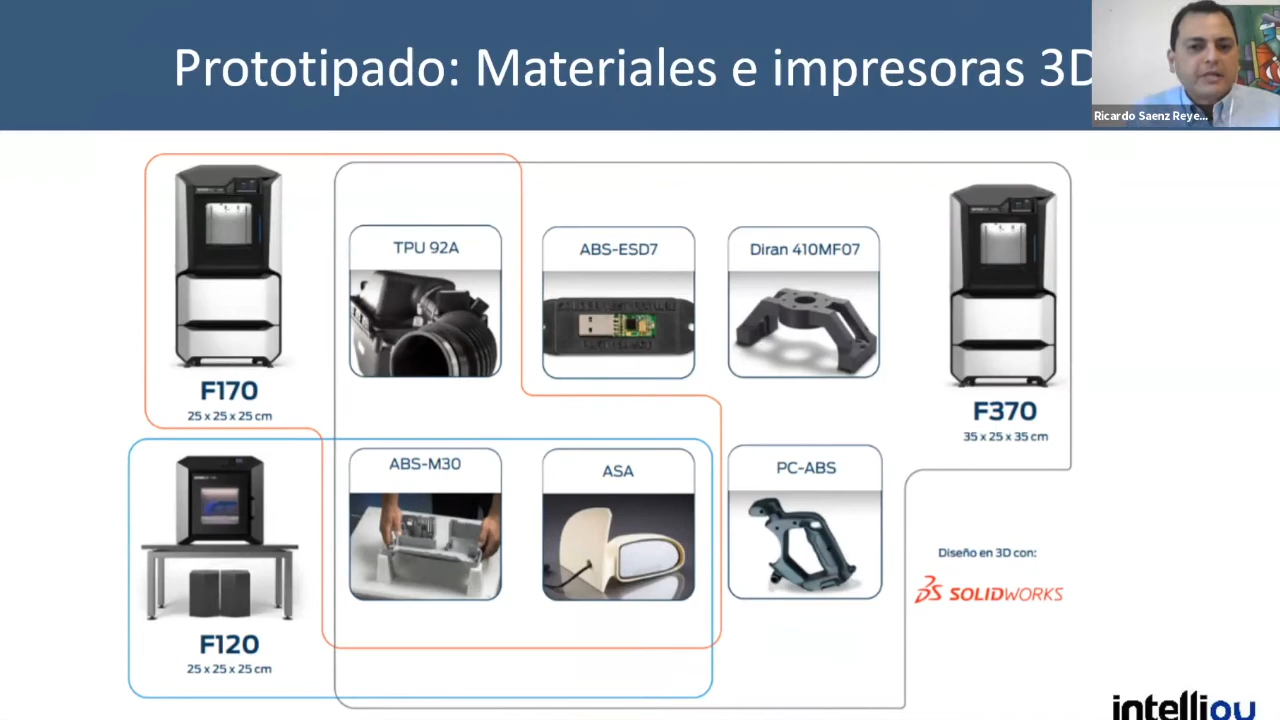 Prototipado: Materiales e impresoras 3D
Ricardo Saenz Reye...
TPU 92A
ABS-ESD7
Diran 410MF07
F170
25 x 25 x 25 cm
F370
35 x 25 x 35 cm
ABS-M30
ASA
PC-ABS
Diseño en 3D con:
SOLIDWORKS
F120
25 x 25 x 25 cm
intelliou